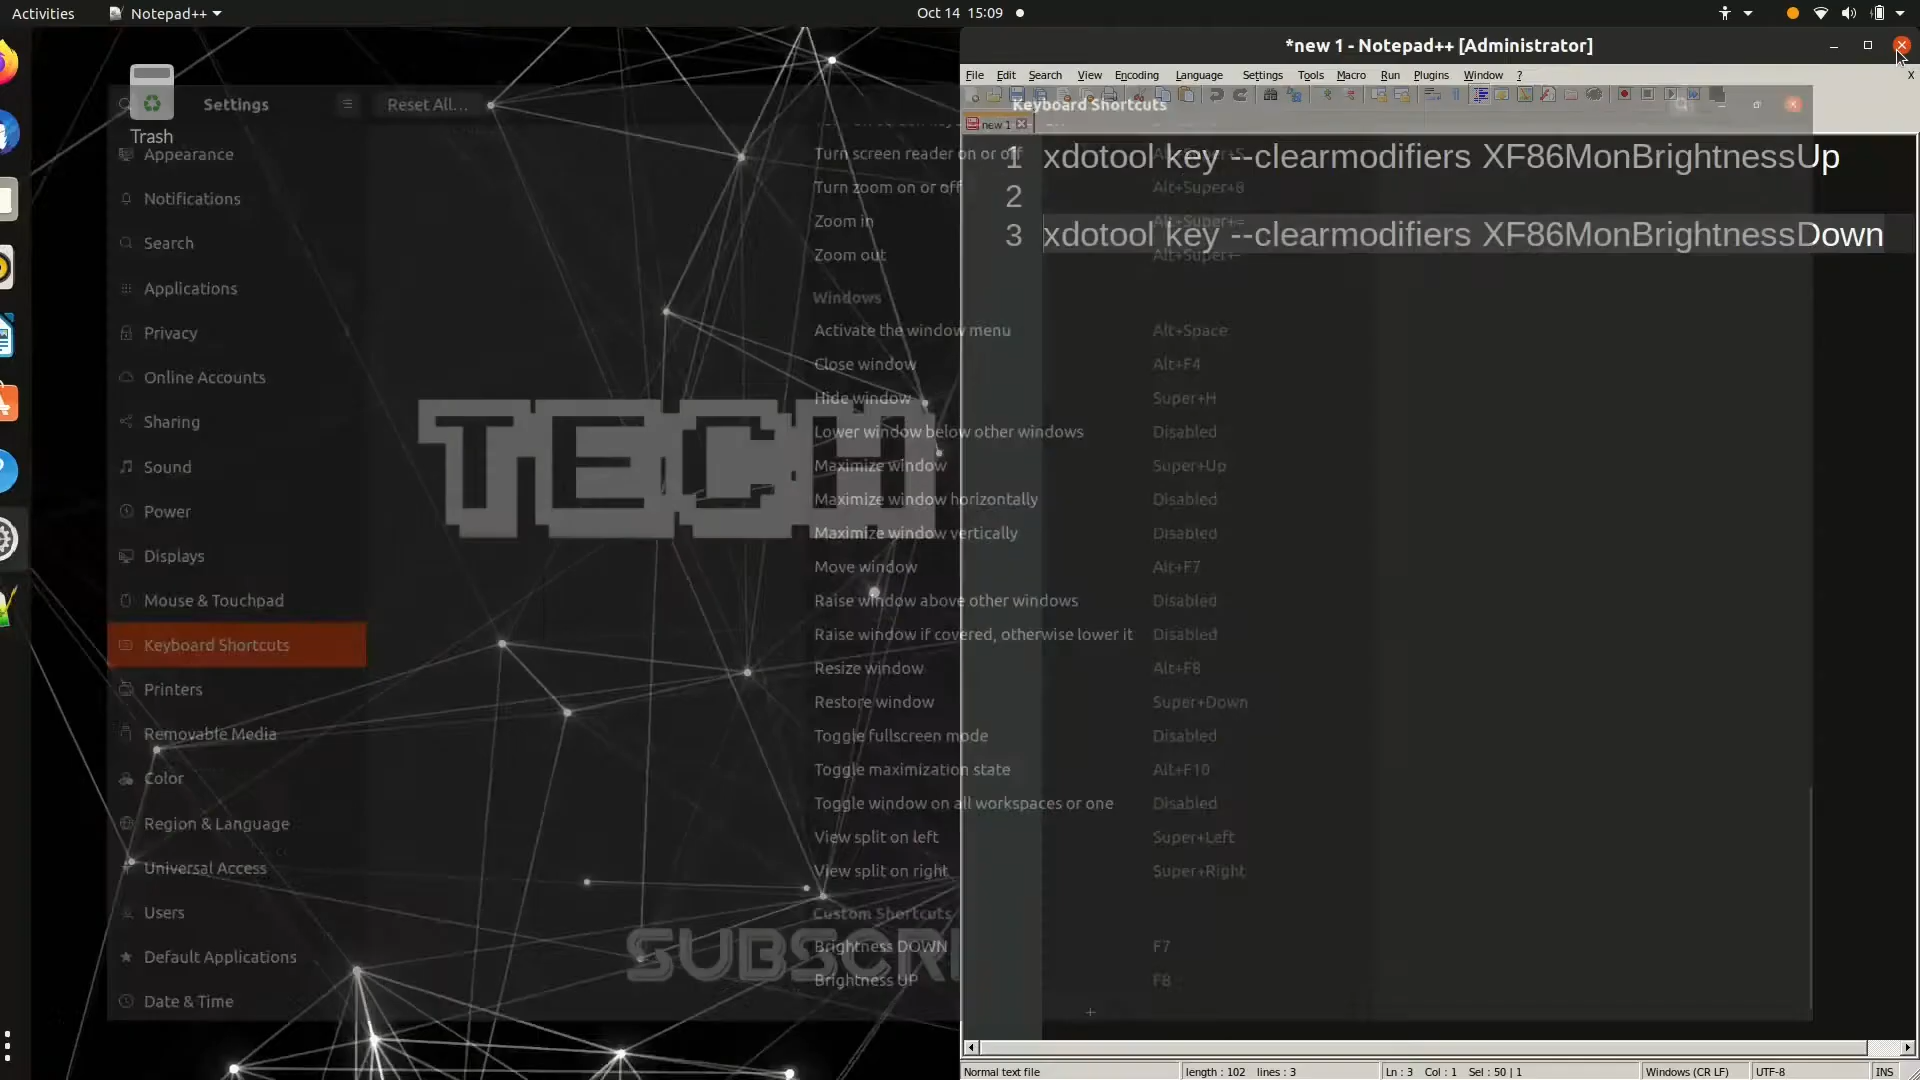 Activities
Notepad++
Oct 14 15:09
Trash
Settings
Reset All...
Appearance
Notifications
Search
Applications
Privacy
Online Accounts
Sharing
Sound
Power
Displays
Mouse & Touchpad
Keyboard Shortcuts
Printers
Removable Media
Color
Region & Language
Universal Access
Users
Default Applications
Date & Time
TECH
SUBSCRI
*new 1 - Notepad++ [Administrator]
File Edit Search View Encoding Language Settings Tools Macro Run Plugins Window ? X
Keyboard Shortcuts
new 1
1 xdotool key --clearmodifiers XF86MonBrightnessUp
2
3 xdotool key --clearmodifiers XF86MonBrightnessDown
Turn screen reader on or off Alt+Super+S
Turn zoom on or off Alt+Super+8
Zoom in Alt+Super+=
Zoom out Alt+Super+-
Windows
Activate the window menu Alt+Space
Close window Alt+F4
Hide window Super+H
Lower window below other windows Disabled
Maximize window Super+Up
Maximize window horizontally Disabled
Maximize window vertically Disabled
Move window Alt+F7
Raise window above other windows Disabled
Raise window if covered, otherwise lower it Disabled
Resize window Alt+F8
Restore window Super+Down
Toggle fullscreen mode Disabled
Toggle maximization state Alt+F10
Toggle window on all workspaces or one Disabled
View split on left Super+Left
View split on right Super+Right
Custom Shortcuts
Brightness DOWN F7
Brightness UP F8
+
Normal text file length : 102 lines : 3 Ln : 3 Col : 1 Sel : 50 | 1 Windows (CR LF) UTF-8 INS